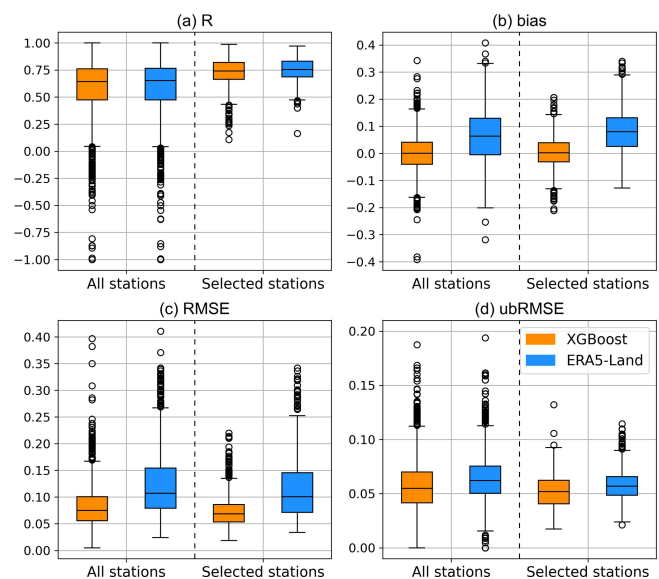 (a) R
1.00
0.75
0.50
0.25
0.00
−0.25
−0.50
−0.75
−1.00
All stations
Selected stations
(b) bias
0.4
0.3
0.2
0.1
0.0
−0.1
−0.2
−0.3
−0.4
All stations
Selected stations
(c) RMSE
0.40
0.35
0.30
0.25
0.20
0.15
0.10
0.05
0.00
All stations
Selected stations
(d) ubRMSE
0.20
0.15
0.10
0.05
0.00
XGBoost
ERA5-Land
All stations
Selected stations